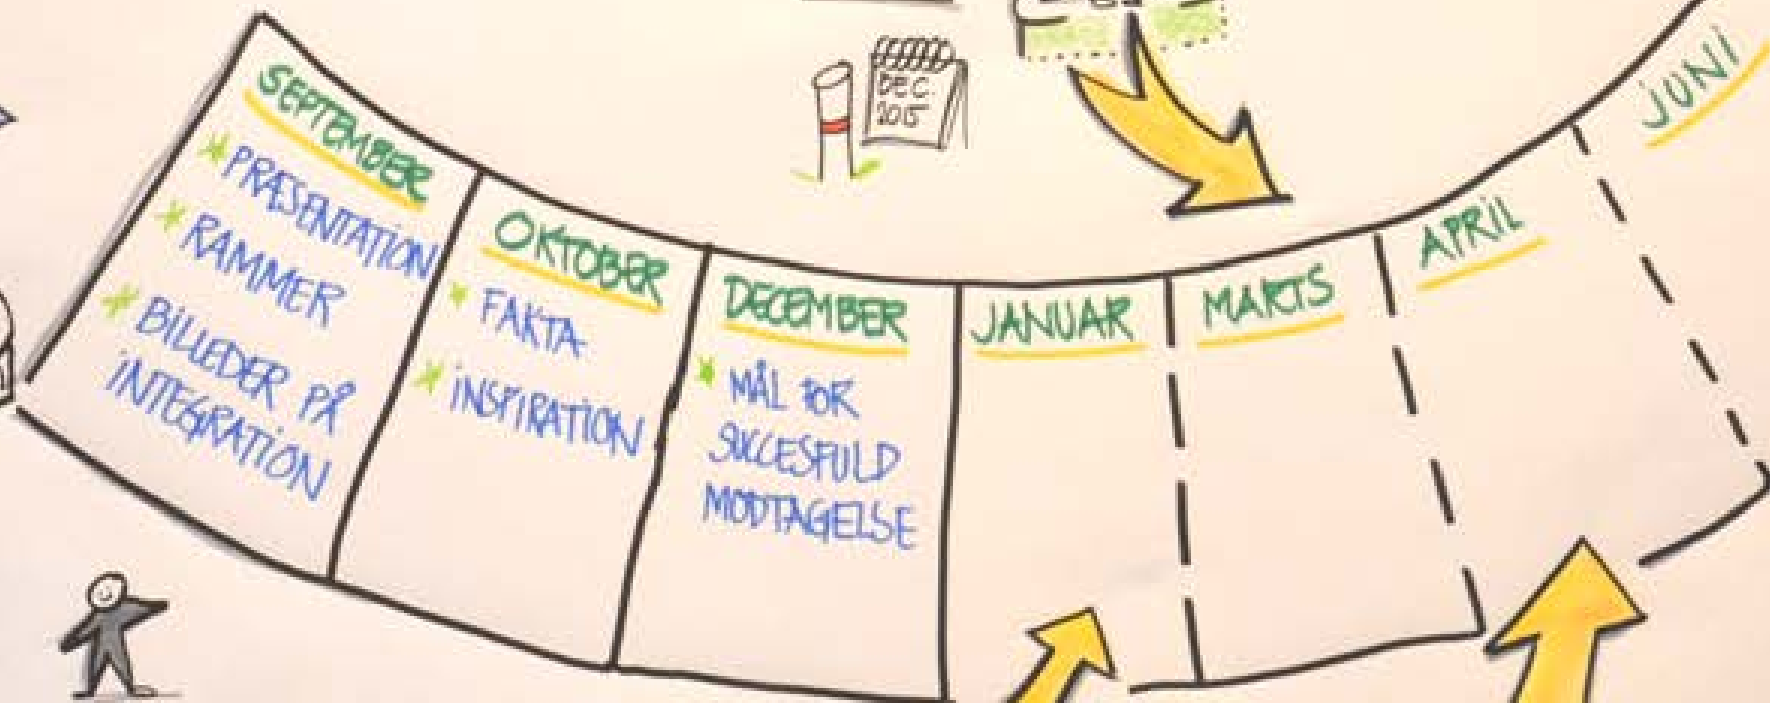 DEC.
2015
SEPTEMBER
PRÆSENTATION
RAMMER
BILLEDER PÅ
INTEGRATION
OKTOBER
FAKTA
INSPIRATION
DECEMBER
MÅL FOR
SUCCESFULD
MODTAGELSE
JANUAR
MARTS
APRIL
JUNI